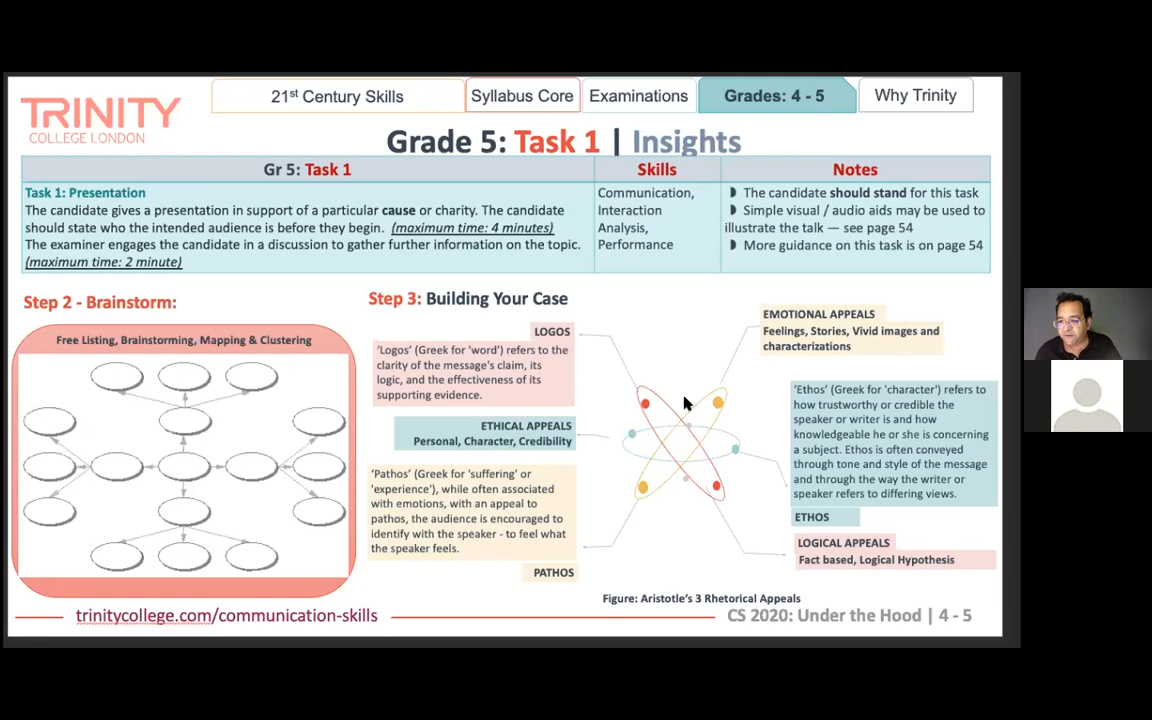 TRINITY
COLLEGE LONDON
21st Century Skills
Syllabus Core
Examinations
Grades: 4 - 5
Why Trinity
Grade 5: Task 1 | Insights
Gr 5: Task 1
Skills
Notes
Task 1: Presentation
The candidate gives a presentation in support of a particular cause or charity. The candidate
should state who the intended audience is before they begin. (maximum time: 4 minutes)
The examiner engages the candidate in a discussion to gather further information on the topic.
(maximum time: 2 minute)
Communication,
Interaction
Analysis,
Performance
◗ The candidate should stand for this task
◗ Simple visual / audio aids may be used to
illustrate the talk — see page 54
◗ More guidance on this task is on page 54
Step 2 - Brainstorm:
Free Listing, Brainstorming, Mapping & Clustering
Step 3: Building Your Case
LOGOS
‘Logos’ (Greek for 'word') refers to the
clarity of the message's claim, its
logic, and the effectiveness of its
supporting evidence.
ETHICAL APPEALS
Personal, Character, Credibility
‘Pathos’ (Greek for 'suffering' or
'experience'), while often associated
with emotions, with an appeal to
pathos, the audience is encouraged to
identify with the speaker - to feel what
the speaker feels.
PATHOS
EMOTIONAL APPEALS
Feelings, Stories, Vivid images and
characterizations
‘Ethos’ (Greek for 'character') refers to
how trustworthy or credible the
speaker or writer is and how
knowledgeable he or she is concerning
a subject. Ethos is often conveyed
through tone and style of the message
and through the way the writer or
speaker refers to differing views.
ETHOS
LOGICAL APPEALS
Fact based, Logical Hypothesis
Figure: Aristotle's 3 Rhetorical Appeals
trinitycollege.com/communication-skills
CS 2020: Under the Hood | 4 - 5